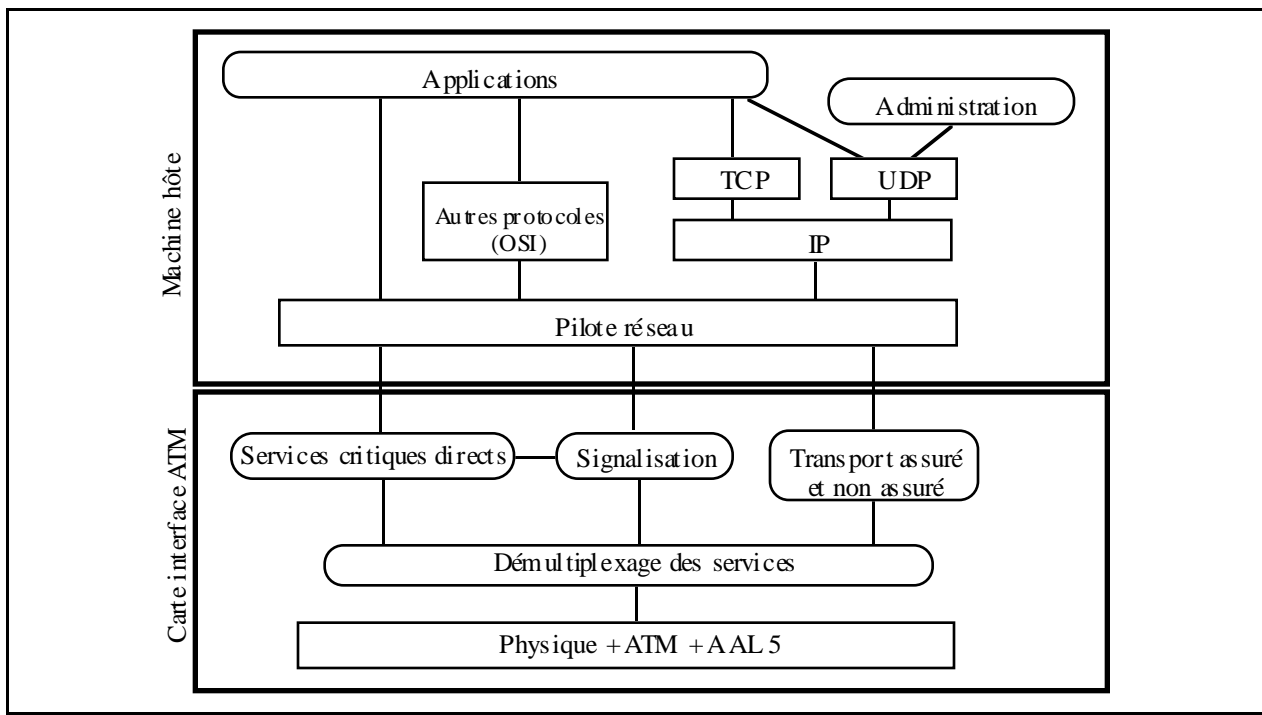 Machine hôte
Applications
Administration
TCP
UDP
Autres protocoles
(OSI)
IP
Pilote réseau
Carte interface ATM
Services critiques directs
Signalisation
Transport assuré
et non assuré
Démultiplexage des services
Physique + ATM + AAL 5